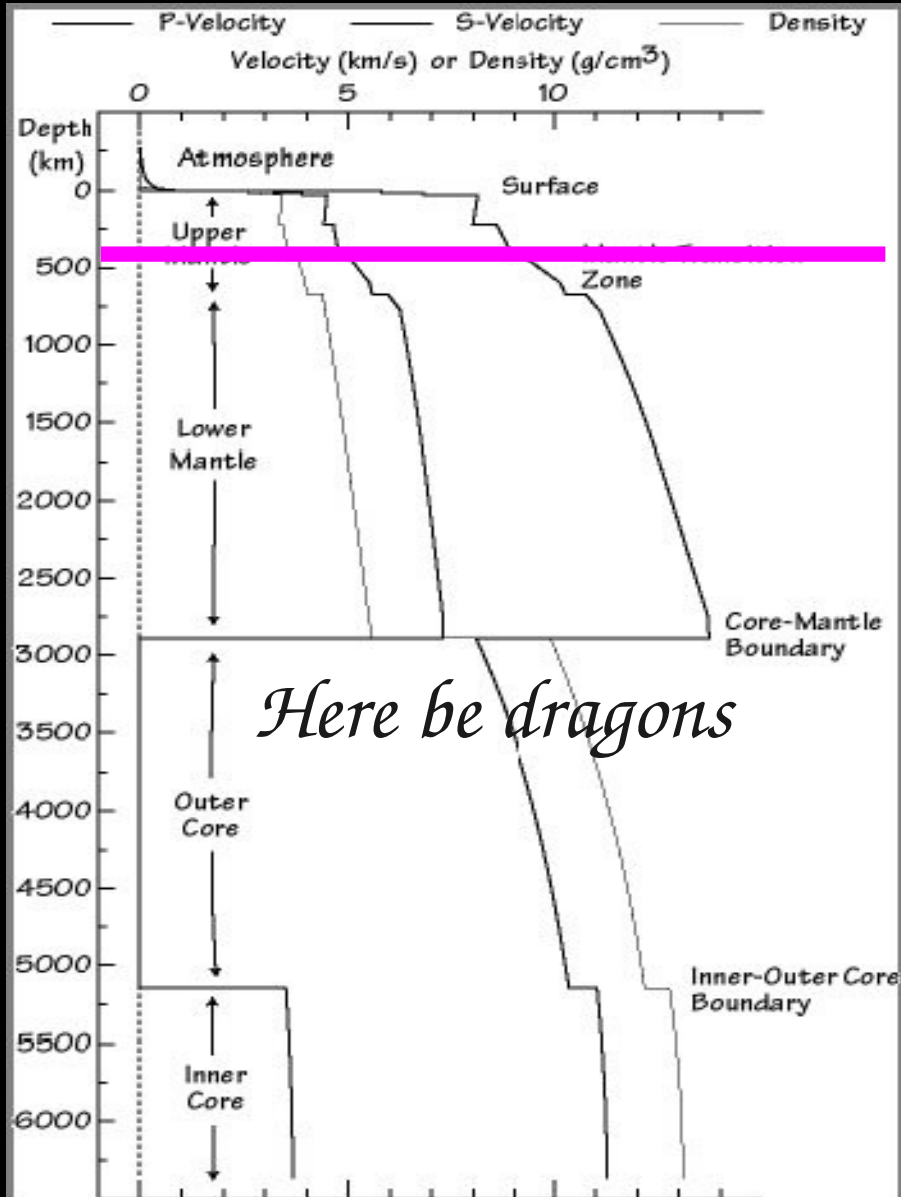 P-Velocity S-Velocity Density
Velocity (km/s) or Density (g/cm³)
0 5 10
Depth
(km)
Atmosphere
0
Surface
Upper
500
Zone
1000
1500
Lower
Mantle
2000
2500
Core-Mantle
Boundary
3000
Here be dragons
3500
Outer
Core
4000
4500
5000
Inner-Outer Core
Boundary
5500
Inner
Core
6000